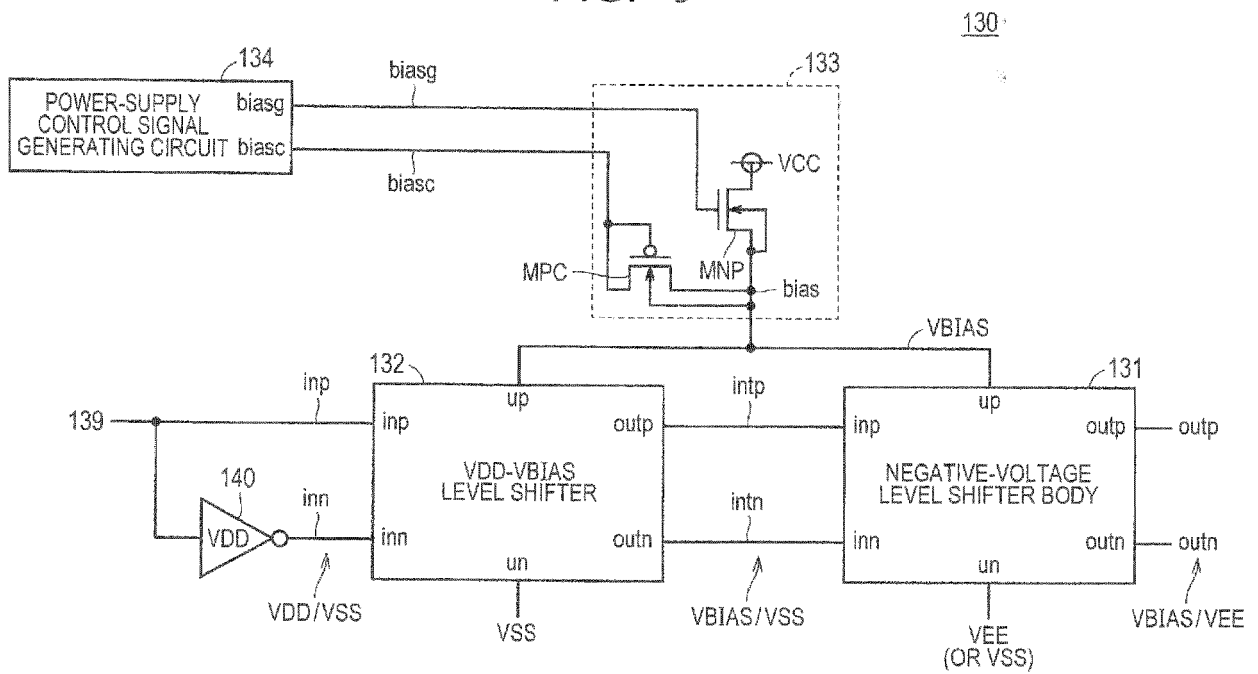 130
134
biasg
133
POWER-SUPPLY
CONTROL SIGNAL
GENERATING CIRCUIT
biasg
biasc
biasc
VCC
MPC
MNP
bias
VBIAS
132
131
inp
up
intp
up
139
inp
outp
inp
outp
outp
140
VDD
inn
VDD-VBIAS
LEVEL SHIFTER
intn
NEGATIVE-VOLTAGE
LEVEL SHIFTER BODY
inn
outn
inn
outn
outn
un
un
VDD/VSS
VSS
VBIAS/VSS
VEE
(OR VSS)
VBIAS/VEE